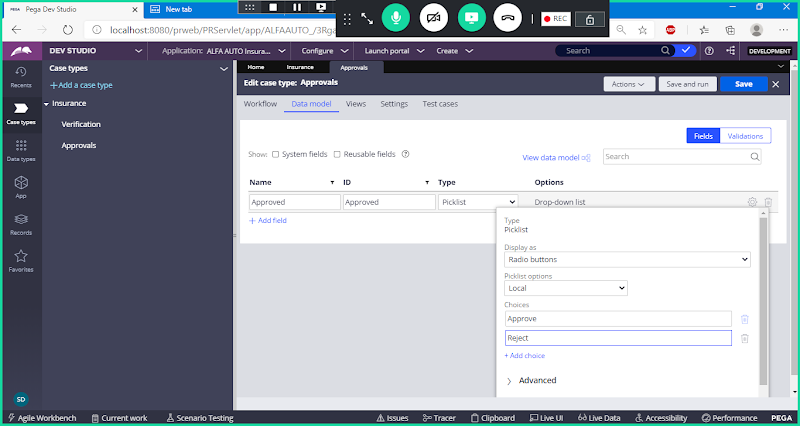 PEGA Pega Dev Studio
New tab
localhost:8080/prweb/PRServlet/app/ALFAAUTO_/3Rga
REC
DEV STUDIO
Application: ALFA AUTO Insura...
Configure
Launch portal
Create
Search
DEVELOPMENT
Recents
Case types
Data types
App
Records
Favorites
SD
Case types
+ Add a case type
Insurance
Verification
Approvals
Home
Insurance
Approvals
Edit case type: Approvals
Actions
Save and run
Save
Workflow
Data model
Views
Settings
Test cases
Fields
Validations
Show:
System fields
Reusable fields
View data model
Search
Name
ID
Type
Options
Approved
Approved
Picklist
Drop-down list
+ Add field
Type
Picklist
Display as
Radio buttons
Picklist options
Local
Choices
Approve
Reject
+ Add choice
Advanced
Agile Workbench
Current work
Scenario Testing
Issues
Tracer
Clipboard
Live UI
Live Data
Accessibility
Performance
PEGA